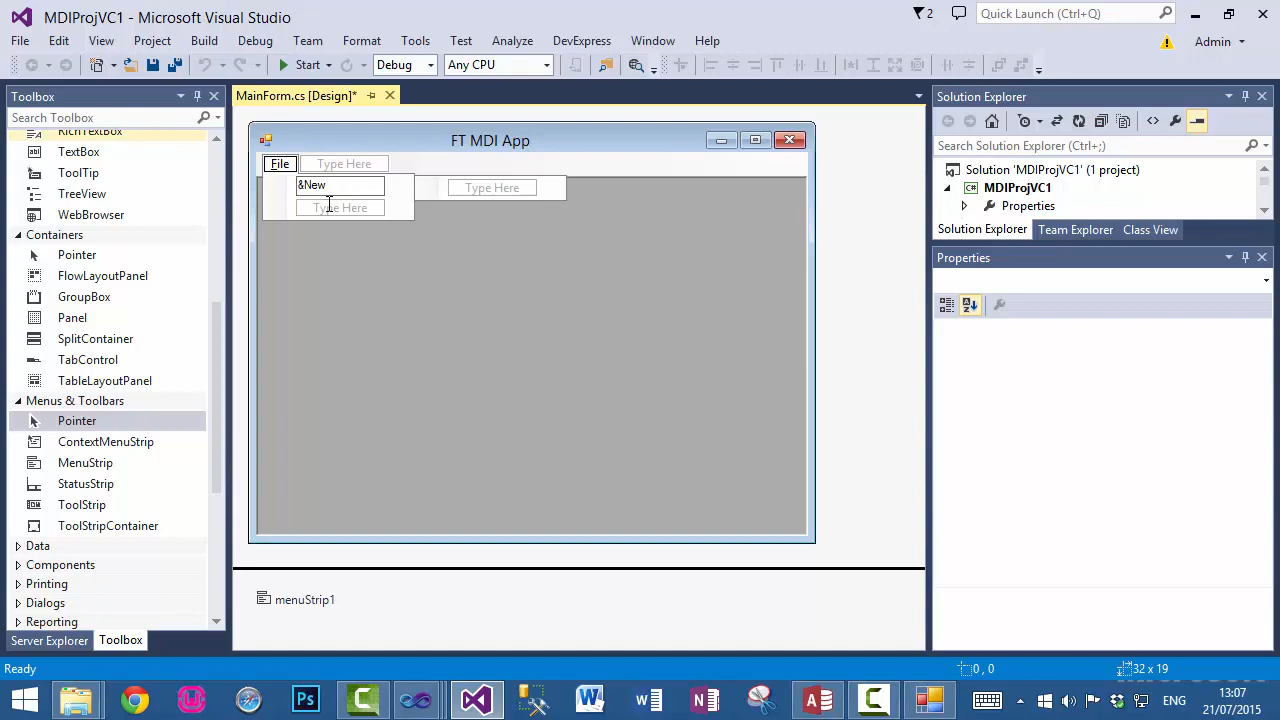 MDIProjVC1 - Microsoft Visual Studio
2
Quick Launch (Ctrl+Q)
File Edit View Project Build Debug Team Format Tools Test Analyze DevExpress Window Help
Admin
Start Debug Any CPU
Toolbox
Search Toolbox
RichTextBox
TextBox
ToolTip
TreeView
WebBrowser
Containers
Pointer
FlowLayoutPanel
GroupBox
Panel
SplitContainer
TabControl
TableLayoutPanel
Menus & Toolbars
Pointer
ContextMenuStrip
MenuStrip
StatusStrip
ToolStrip
ToolStripContainer
Data
Components
Printing
Dialogs
Reporting
Server Explorer Toolbox
MainForm.cs [Design]*
FT MDI App
File Type Here
&New
Type Here
Type Here
menuStrip1
Solution Explorer
Search Solution Explorer (Ctrl+;)
Solution 'MDIProjVC1' (1 project)
MDIProjVC1
Properties
Solution Explorer Team Explorer Class View
Properties
Ready
0 , 0
32 x 19
ENG
13:07
21/07/2015